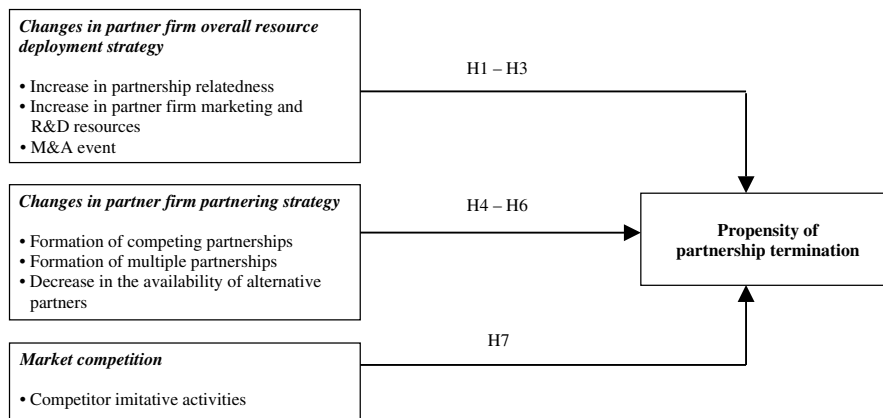 Changes in partner firm overall resource
deployment strategy
• Increase in partnership relatedness
• Increase in partner firm marketing and
R&D resources
• M&A event
H1 – H3
Changes in partner firm partnering strategy
• Formation of competing partnerships
• Formation of multiple partnerships
• Decrease in the availability of alternative
partners
H4 – H6
Propensity of
partnership termination
Market competition
• Competitor imitative activities
H7